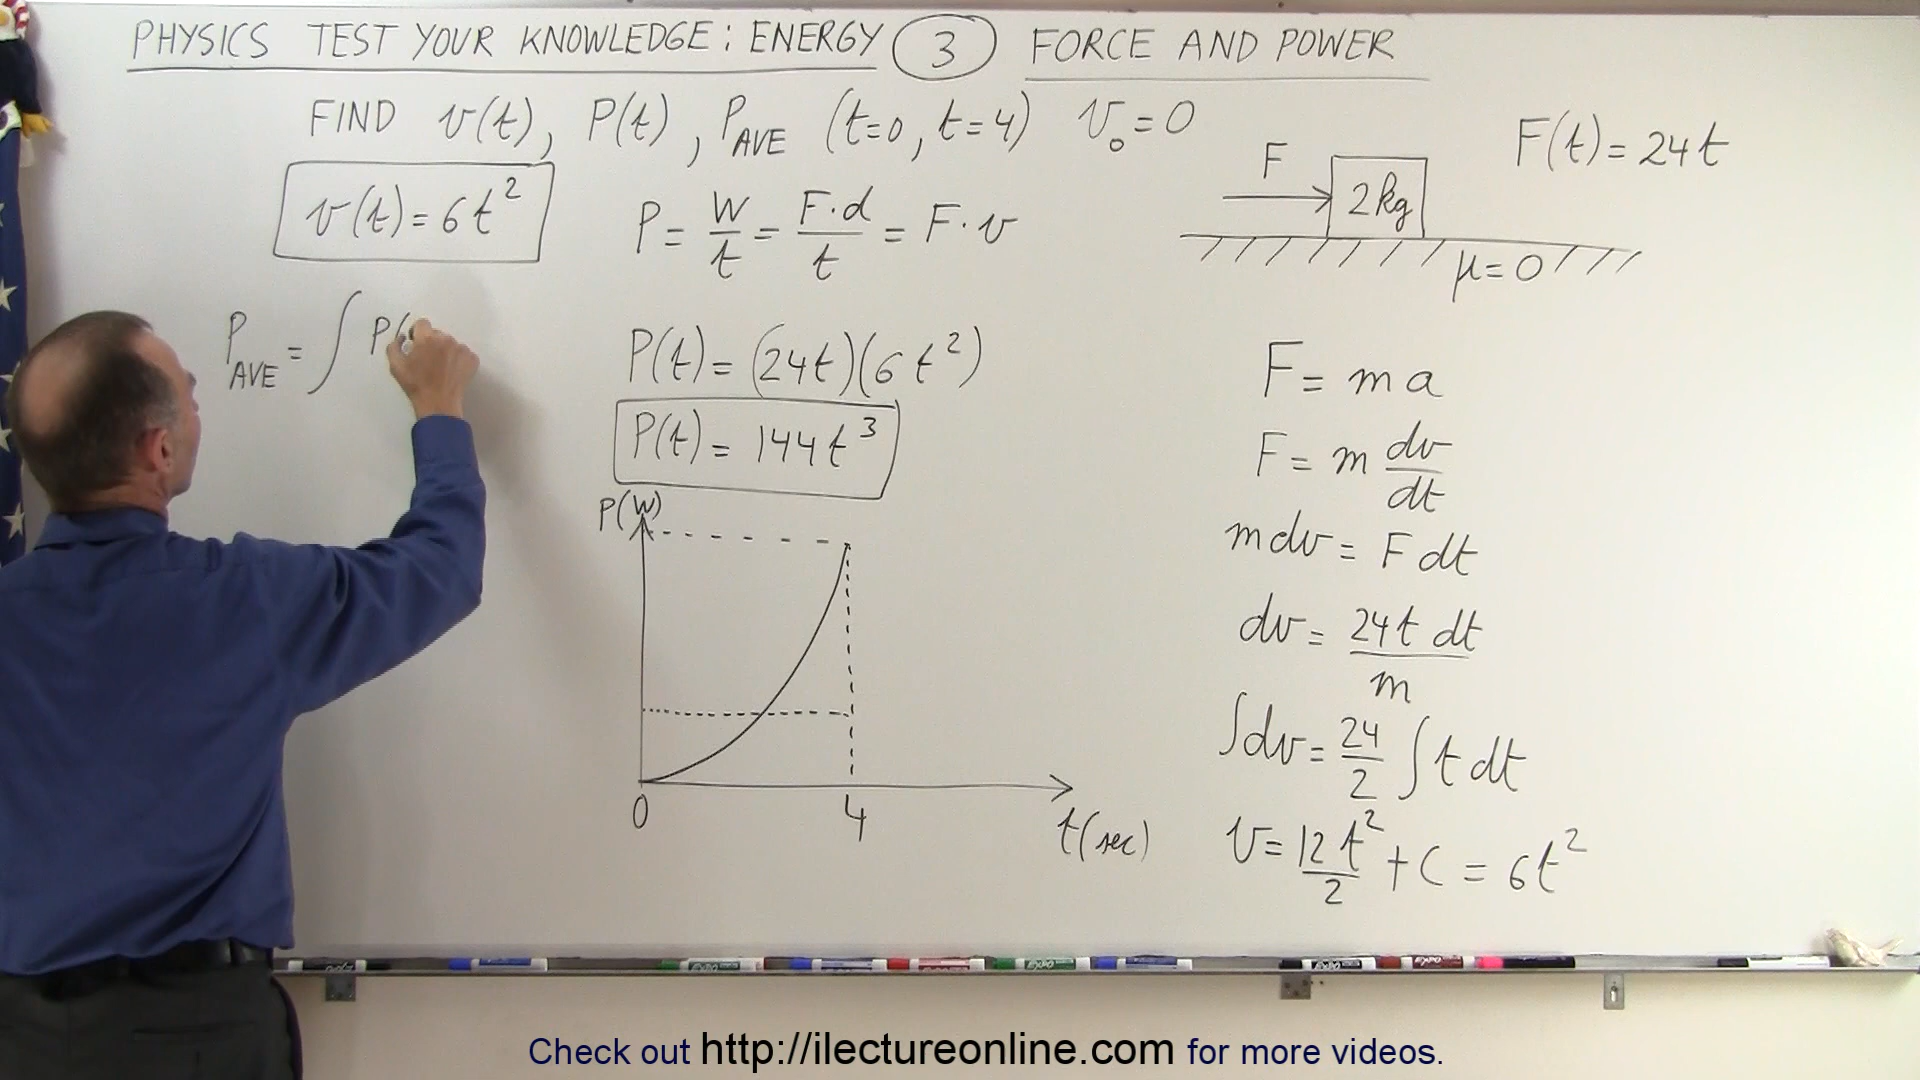 PHYSICS TEST YOUR KNOWLEDGE: ENERGY 3 FORCE AND POWER
FIND v(t), P(t), P_AVE (t=0, t=4) v₀=0
F(t)=24t
F
2kg
μ=0
v(t)=6t²
P=W/t=F·d/t=F·v
P(t)=(24t)(6t²)
P(t)=144t³
P_AVE=∫P(
P(W)
0
4
t(sec)
F=ma
F=m dv/dt
mdv=Fdt
dv=24t dt/m
∫dv=24/2 ∫t dt
v=12t²/2+C=6t²
Check out http://ilectureonline.com for more videos.